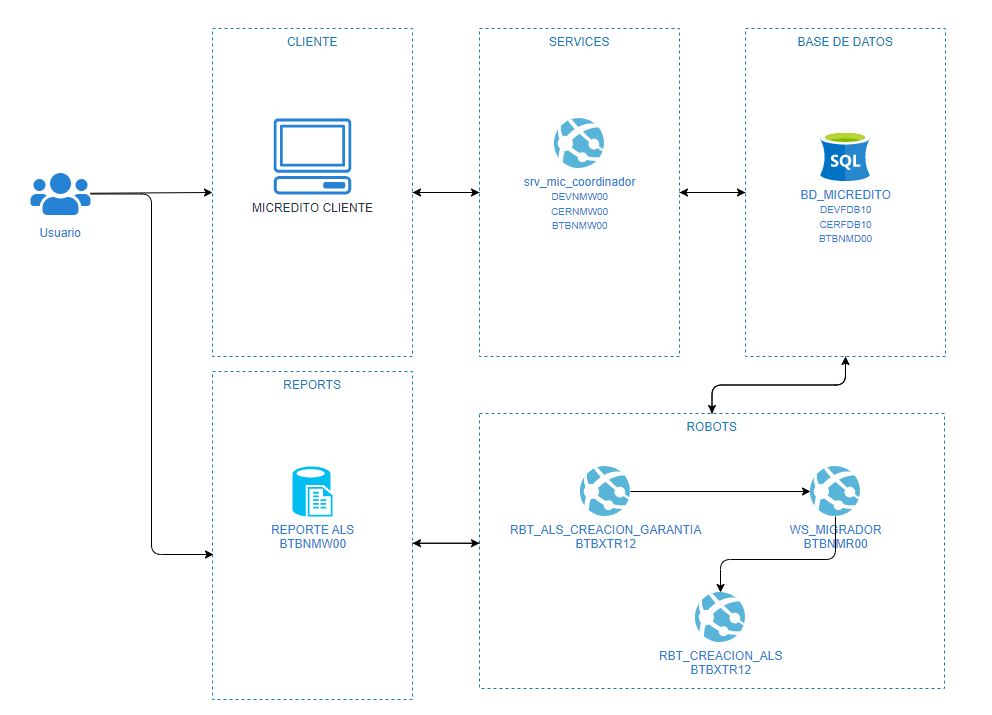 CLIENTE
SERVICES
BASE DE DATOS
SQL
Usuario
MICREDITO CLIENTE
srv_mic_coordinador
DEVNMW00
CERNMW00
BTBNMW00
BD_MICREDITO
DEVFDB10
CERFDB10
BTBNMD00
REPORTS
ROBOTS
REPORTE ALS
BTBNMW00
RBT_ALS_CREACION_GARANTIA
BTBXTR12
WS_MIGRADOR
BTBNMR00
RBT_CREACION_ALS
BTBXTR12